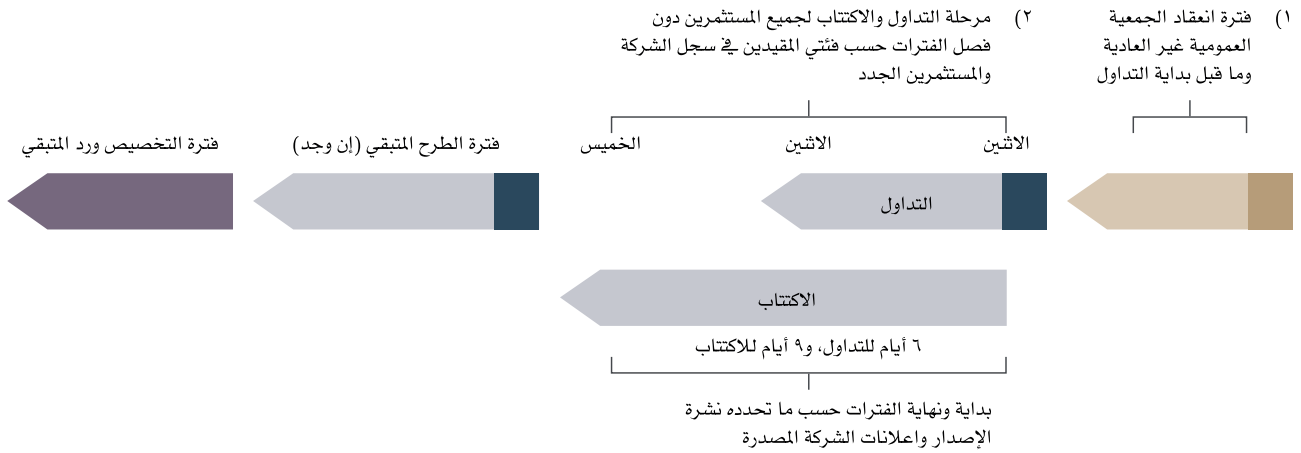 ١) فترة انعقاد الجمعية
العمومية غير العادية
وما قبل بداية التداول
٢) مرحلة التداول والاكتتاب لجميع المستثمرين دون
فصل الفترات حسب فئتي المقيدين في سجل الشركة
والمستثمرين الجدد
الاثنين
الاثنين
الخميس
فترة الطرح المتبقي (إن وجد)
فترة التخصيص ورد المتبقي
التداول
الاكتتاب
٦ أيام للتداول، و٩ أيام للاكتتاب
بداية ونهاية الفترات حسب ما تحدده نشرة
الإصدار واعلانات الشركة المصدرة